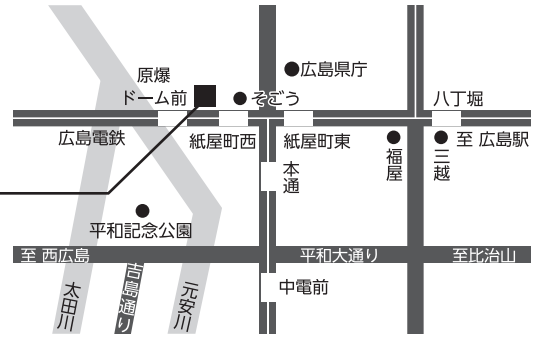 広島県庁
原爆
ドーム前
そごう
八丁堀
広島電鉄
紙屋町西
紙屋町東
至 広島駅
本通
福屋
三越
平和記念公園
至 西広島
平和大通り
至比治山
中電前
太田川
吉島通り
元安川